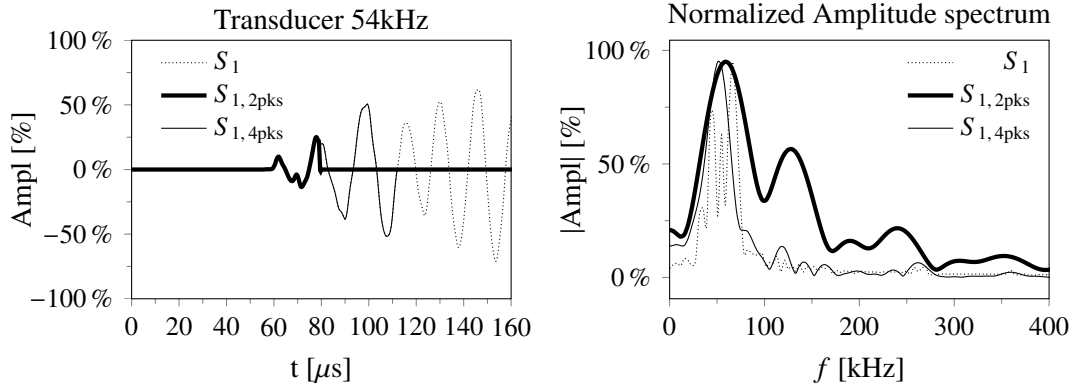 Transducer 54kHz
100 %
50 %
0 %
−50 %
−100 %
Ampl [%]
S1
S1, 2pks
S1, 4pks
0 20 40 60 80 100 120 140 160
t [μs]
Normalized Amplitude spectrum
100 %
50 %
0 %
|Ampl| [%]
S1
S1, 2pks
S1, 4pks
0 100 200 300 400
f [kHz]